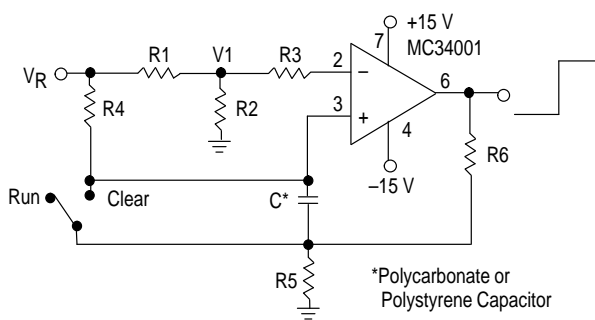 +15 V
MC34001
VR
R1
V1
R3
2
7
−
6
R4
R2
3
+
4
R6
–15 V
Run
Clear
C*
R5
*Polycarbonate or
Polystyrene Capacitor